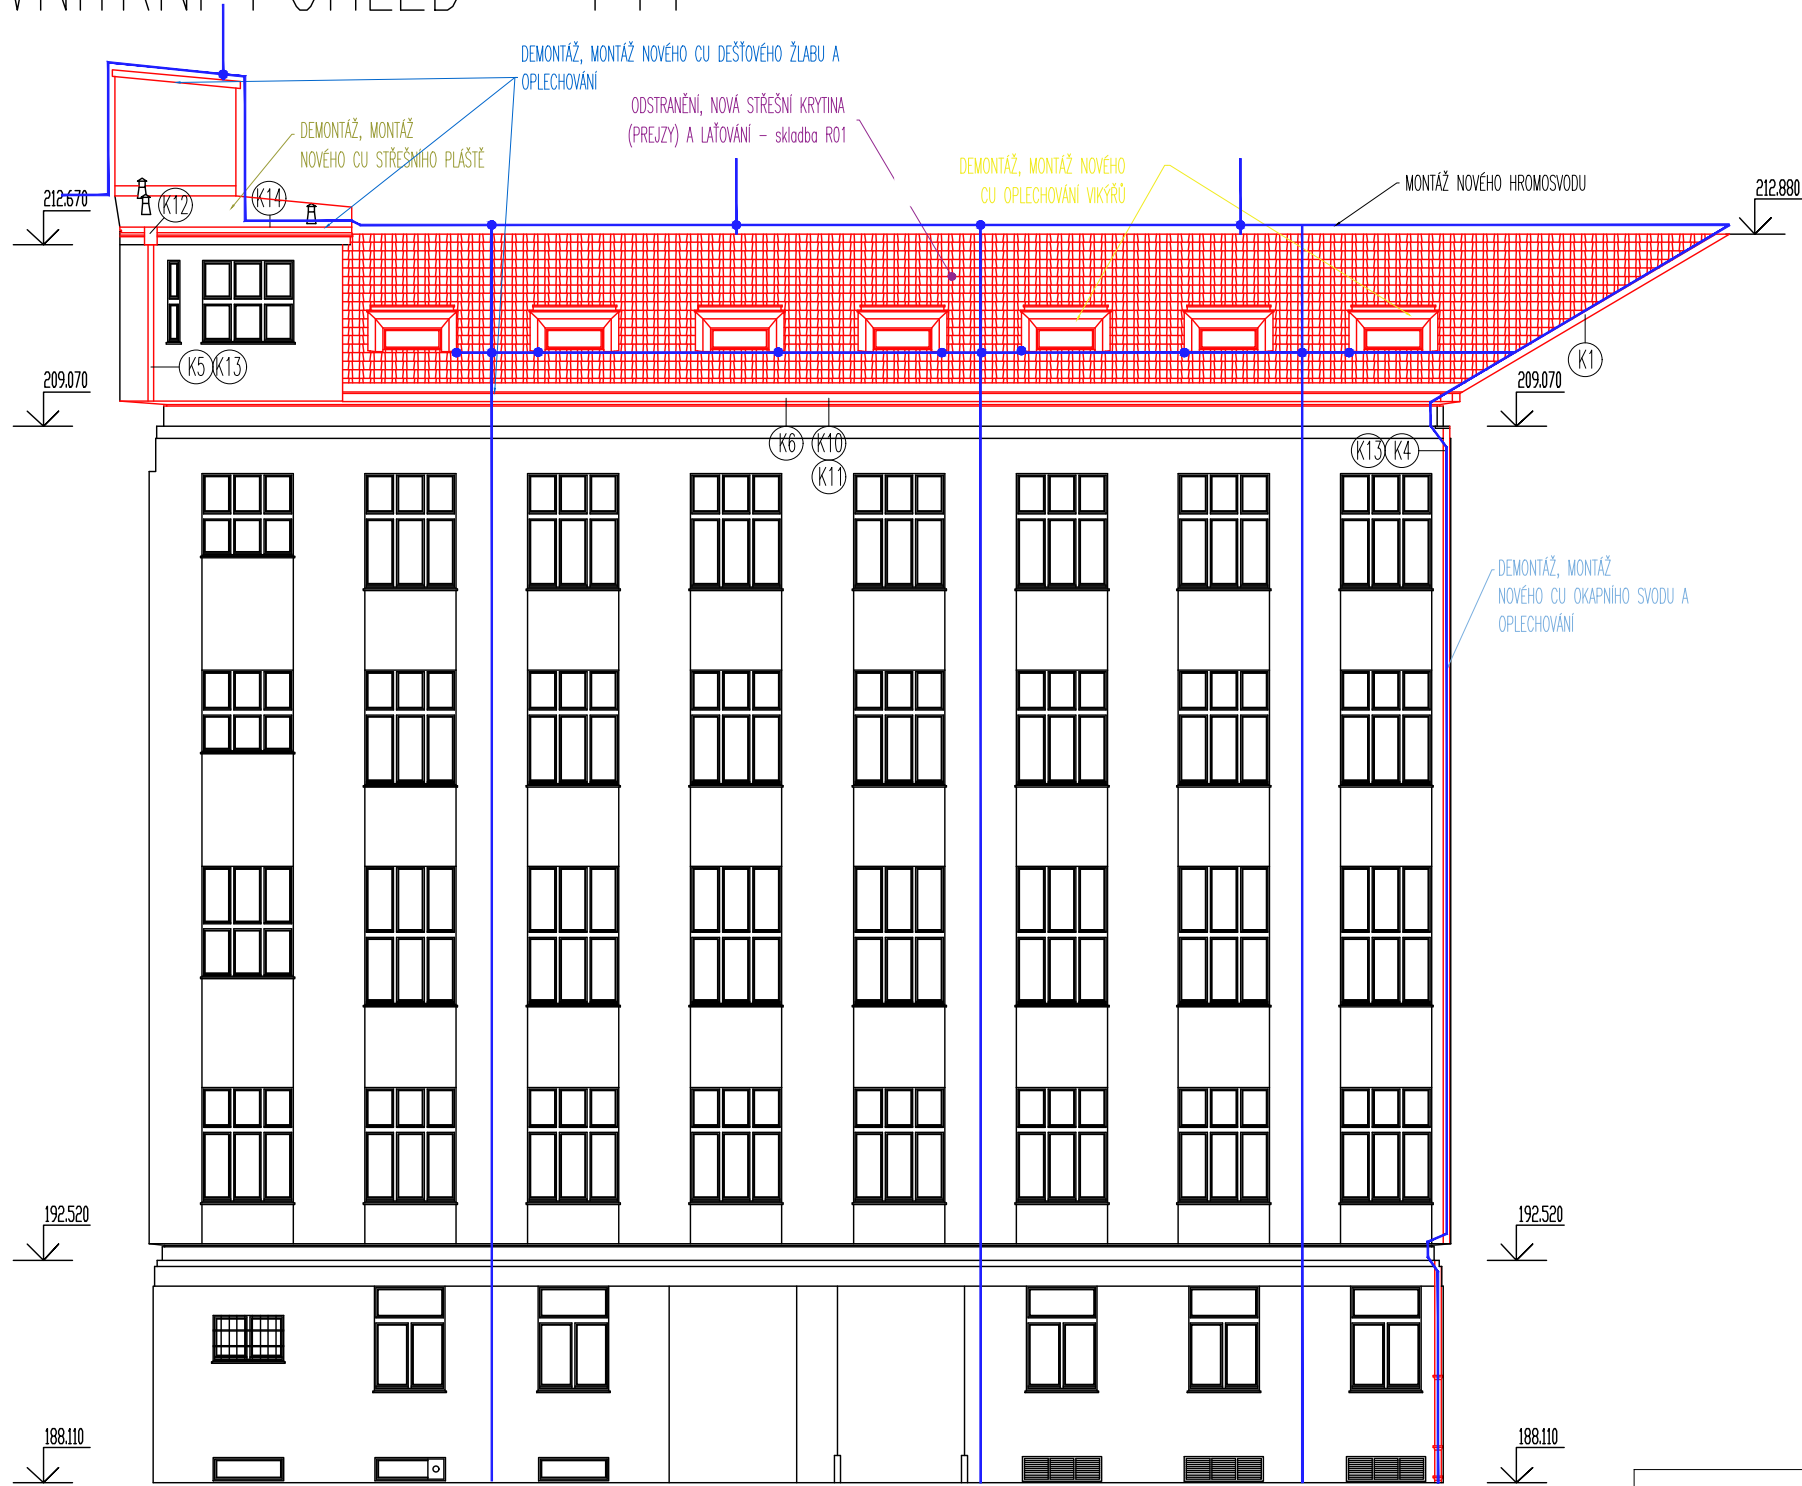 DEMONTÁŽ, MONTÁŽ NOVÉHO CU DEŠŤOVÉHO ŽLABU A
OPLECHOVÁNÍ
ODSTRANĚNÍ, NOVÁ STŘEŠNÍ KRYTINA
(PREJZY) A LAŤOVÁNÍ – skladba R01
DEMONTÁŽ, MONTÁŽ
NOVÉHO CU STŘEŠNÍHO PLÁŠTĚ
DEMONTÁŽ, MONTÁŽ NOVÉHO
CU OPLECHOVÁNÍ VIKÝŘŮ
MONTÁŽ NOVÉHO HROMOSVODU
212.670
K12
K14
212.880
K5
K13
K1
209.070
209.070
K6
K10
K11
K13
K4
DEMONTÁŽ, MONTÁŽ
NOVÉHO CU OKAPNÍHO SVODU A
OPLECHOVÁNÍ
192.520
192.520
188.110
188.110